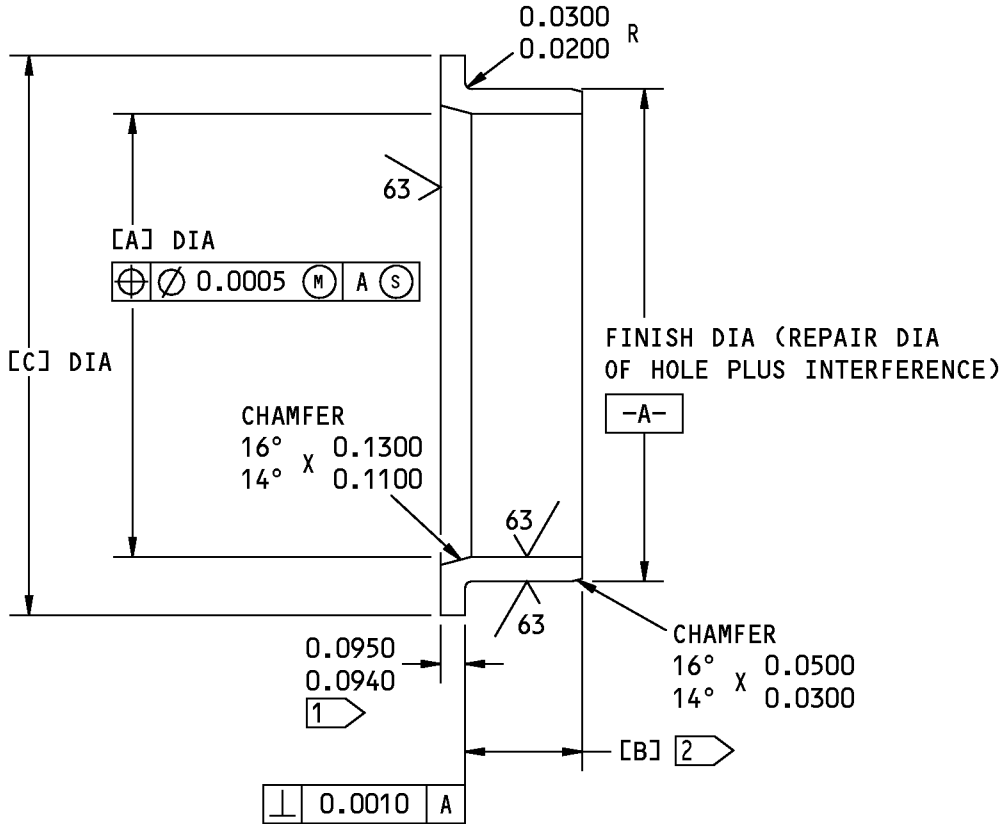 0.0300
0.0200 R
63
[A] DIA
⌖ ⌀ 0.0005 Ⓜ A Ⓢ
[C] DIA
FINISH DIA (REPAIR DIA
OF HOLE PLUS INTERFERENCE)
-A-
CHAMFER
16° X 0.1300
14° 0.1100
63
63
0.0950
0.0940
1
CHAMFER
16° X 0.0500
14° 0.0300
[B] 2
⊥ 0.0010 A